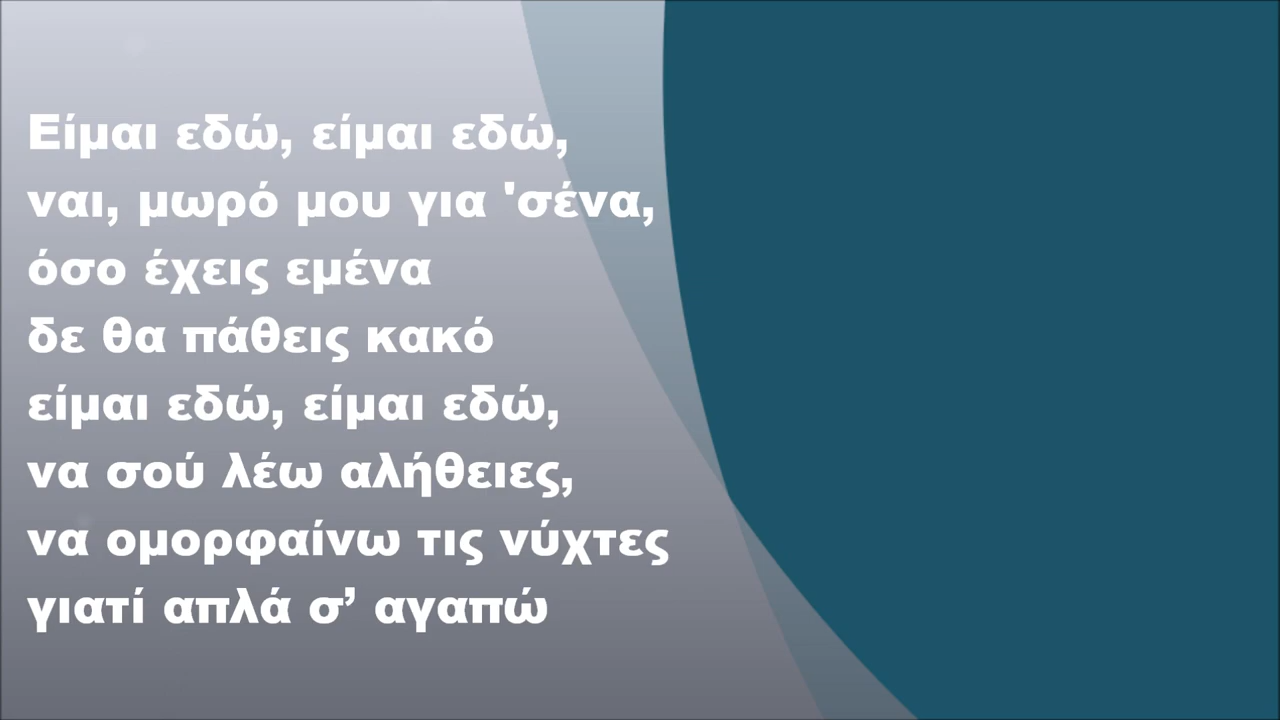 Είμαι εδώ, είμαι εδώ,
ναι, μωρό μου για 'σένα,
όσο έχεις εμένα
δε θα πάθεις κακό
είμαι εδώ, είμαι εδώ,
να σού λέω αλήθειες,
να ομορφαίνω τις νύχτες
γιατί απλά σ’ αγαπώ